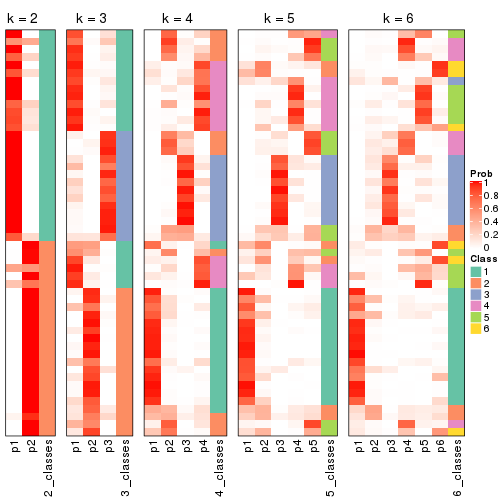 k = 2
k = 3
k = 4
k = 5
k = 6
p1
p2
2_classes
p1
p2
p3
3_classes
p1
p2
p3
p4
4_classes
p1
p2
p3
p4
p5
5_classes
p1
p2
p3
p4
p5
p6
6_classes
Prob
1
0.8
0.6
0.4
0.2
0
Class
1
2
3
4
5
6